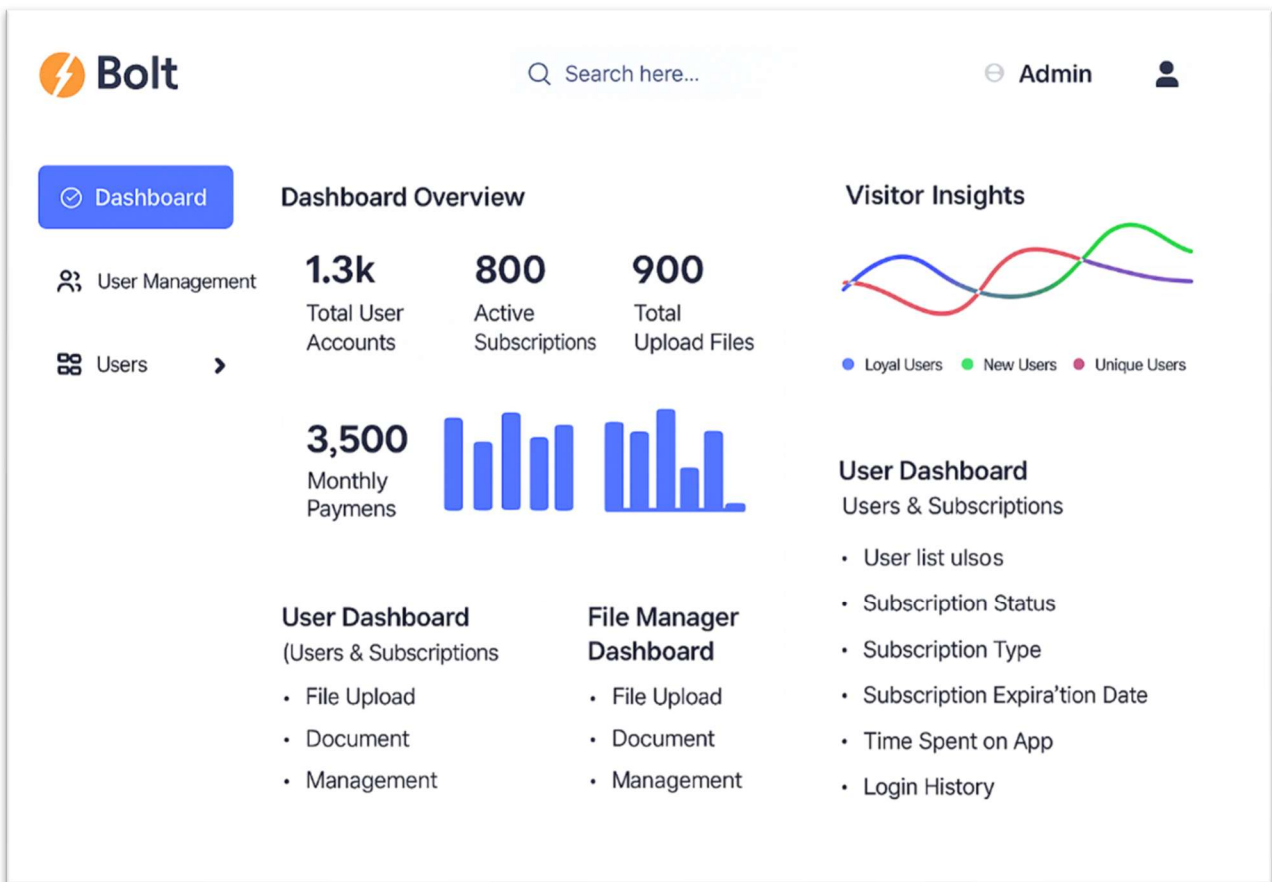 Bolt
Search here...
Admin
Dashboard
User Management
Users
Dashboard Overview
1.3k
Total User
Accounts
800
Active
Subscriptions
900
Total
Upload Files
3,500
Monthly
Paymens
Visitor Insights
Loyal Users
New Users
Unique Users
User Dashboard
(Users & Subscriptions
• File Upload
• Document
• Management
File Manager
Dashboard
• File Upload
• Document
• Management
User Dashboard
Users & Subscriptions
• User list ulsos
• Subscription Status
• Subscription Type
• Subscription Expira'tion Date
• Time Spent on App
• Login History